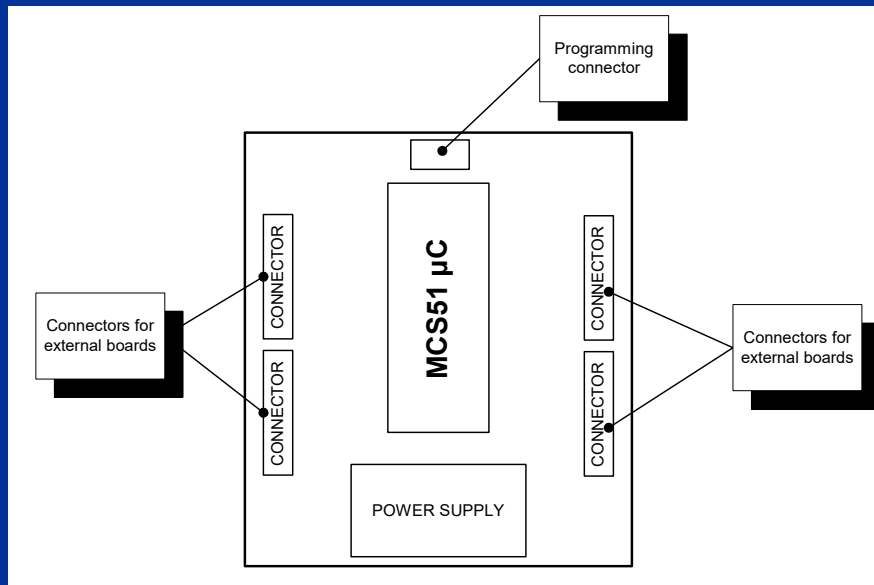 Programming
connector
CONNECTOR
CONNECTOR
MCS51 µC
CONNECTOR
CONNECTOR
Connectors for
external boards
Connectors for
external boards
POWER SUPPLY